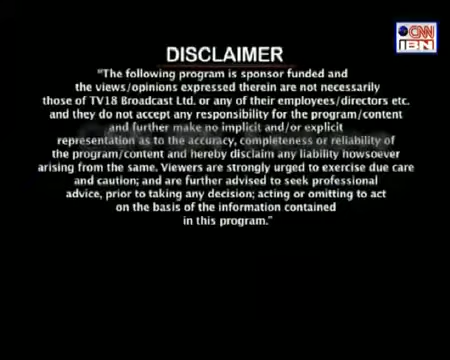 CNN
IBN
DISCLAIMER
"The following program is sponsor funded and
the views/opinions expressed therein are not necessarily
those of TV18 Broadcast Ltd. or any of their employees/directors etc.
and they do not accept any responsibility for the program/content
and further make no implicit and/or explicit
representation as to the accuracy, completeness or reliability of
the program/content and hereby disclaim any liability howsoever
arising from the same. Viewers are strongly urged to exercise due care
and caution; and are further advised to seek professional
advice, prior to taking any decision; acting or omitting to act
on the basis of the information contained
in this program."